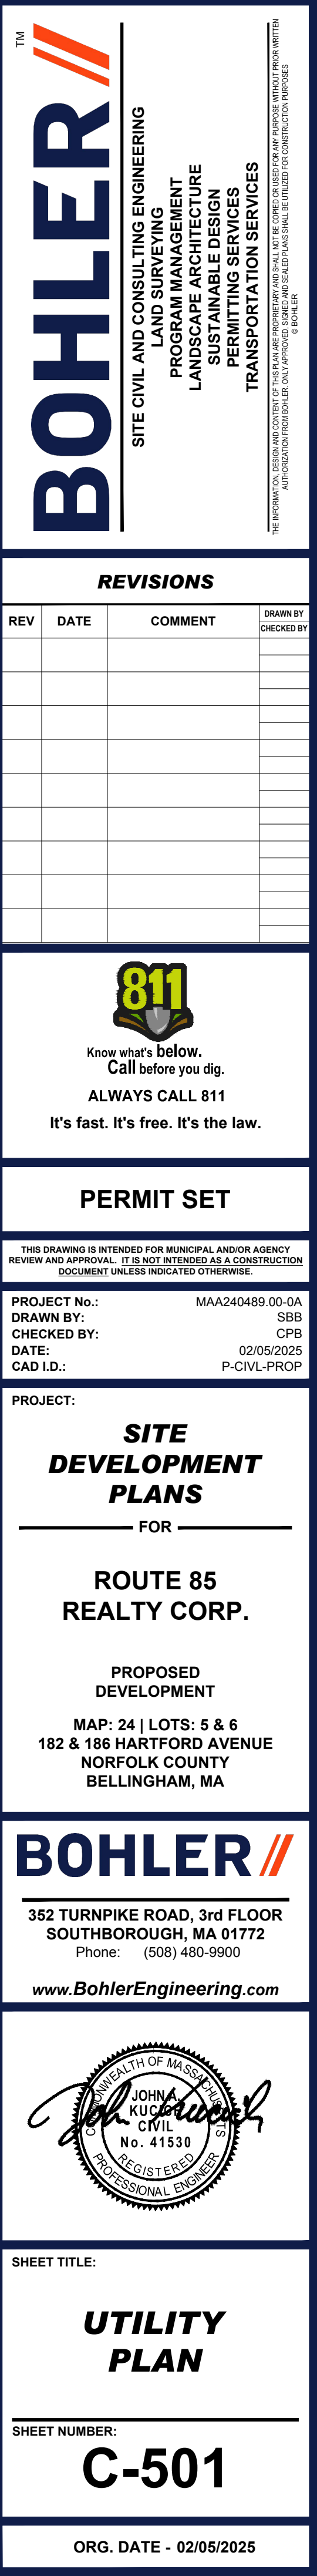 BOHLER//
TM
SITE CIVIL AND CONSULTING ENGINEERING
LAND SURVEYING
PROGRAM MANAGEMENT
LANDSCAPE ARCHITECTURE
SUSTAINABLE DESIGN
PERMITTING SERVICES
TRANSPORTATION SERVICES
THE INFORMATION, DESIGN AND CONTENT OF THIS PLAN ARE PROPRIETARY AND SHALL NOT BE COPIED OR USED FOR ANY PURPOSE WITHOUT PRIOR WRITTEN
AUTHORIZATION FROM BOHLER. ONLY APPROVED, SIGNED AND SEALED PLANS SHALL BE UTILIZED FOR CONSTRUCTION PURPOSES
© BOHLER
REVISIONS
REV DATE COMMENT DRAWN BY
CHECKED BY
811
Know what's below.
Call before you dig.
ALWAYS CALL 811
It's fast. It's free. It's the law.
PERMIT SET
THIS DRAWING IS INTENDED FOR MUNICIPAL AND/OR AGENCY
REVIEW AND APPROVAL. IT IS NOT INTENDED AS A CONSTRUCTION
DOCUMENT UNLESS INDICATED OTHERWISE.
PROJECT No.: MAA240489.00-0A
DRAWN BY: SBB
CHECKED BY: CPB
DATE: 02/05/2025
CAD I.D.: P-CIVL-PROP
PROJECT:
SITE
DEVELOPMENT
PLANS
FOR
ROUTE 85
REALTY CORP.
PROPOSED
DEVELOPMENT
MAP: 24 | LOTS: 5 & 6
182 & 186 HARTFORD AVENUE
NORFOLK COUNTY
BELLINGHAM, MA
BOHLER//
352 TURNPIKE ROAD, 3rd FLOOR
SOUTHBOROUGH, MA 01772
Phone: (508) 480-9900
www.BohlerEngineering.com
COMMONWEALTH OF MASSACHUSETTS
JOHN A.
CIVIL
No. 41530
REGISTERED
PROFESSIONAL ENGINEER
SHEET TITLE:
UTILITY
PLAN
SHEET NUMBER:
C-501
ORG. DATE - 02/05/2025